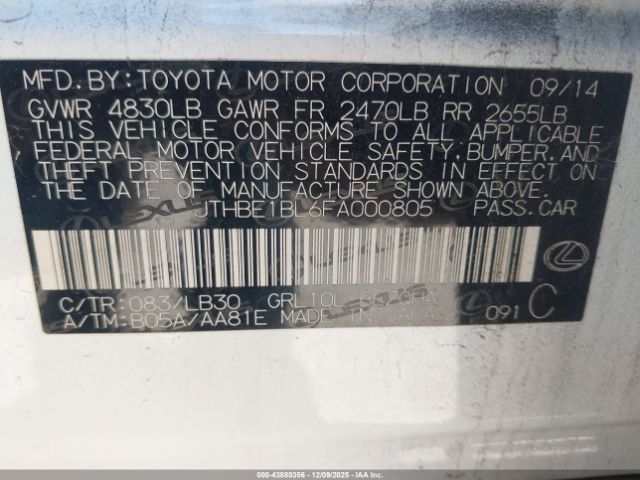 MFD.BY:TOYOTA MOTOR CORPORATION 09/14
GVWR 4830LB GAWR FR 2470LB RR 2655LB
THIS VEHICLE CONFORMS TO ALL APPLICABLE
FEDERAL MOTOR VEHICLE SAFETY,BUMPER,AND
THEFT PREVENTION STANDARDS IN EFFECT ON
THE DATE OF MANUFACTURE SHOWN ABOVE.
JTHBE1BL6FA000805 PASS.CAR
C/TR:083/LB30 GRL10L
A/TM:B05A/AA81E MADE IN JAPAN 091 C
000-43888356 - 12/09/2025 - IAA Inc.